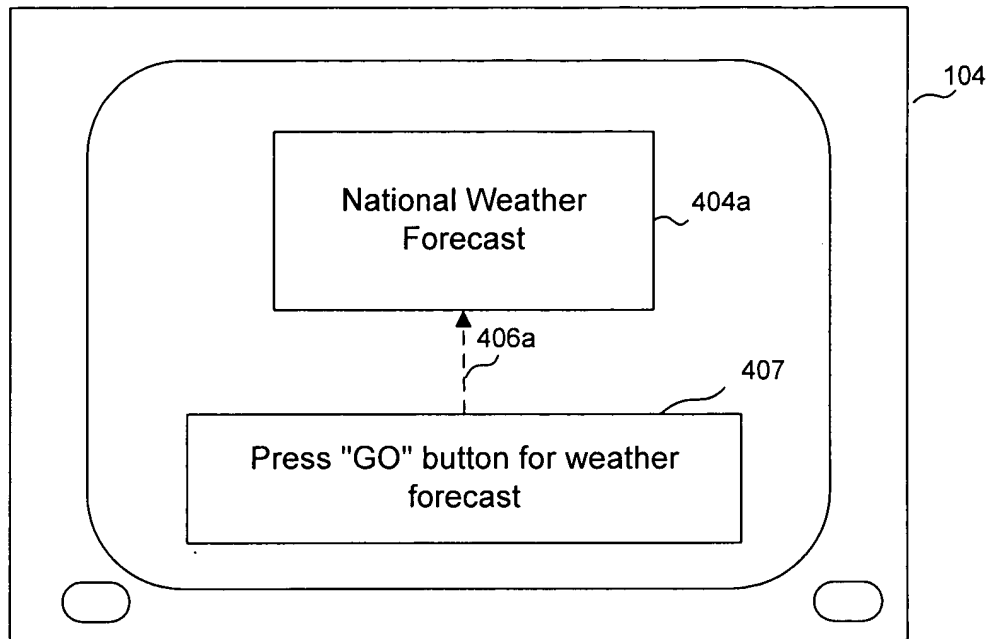 104
National Weather
Forecast
404a
406a
407
Press "GO" button for weather
forecast